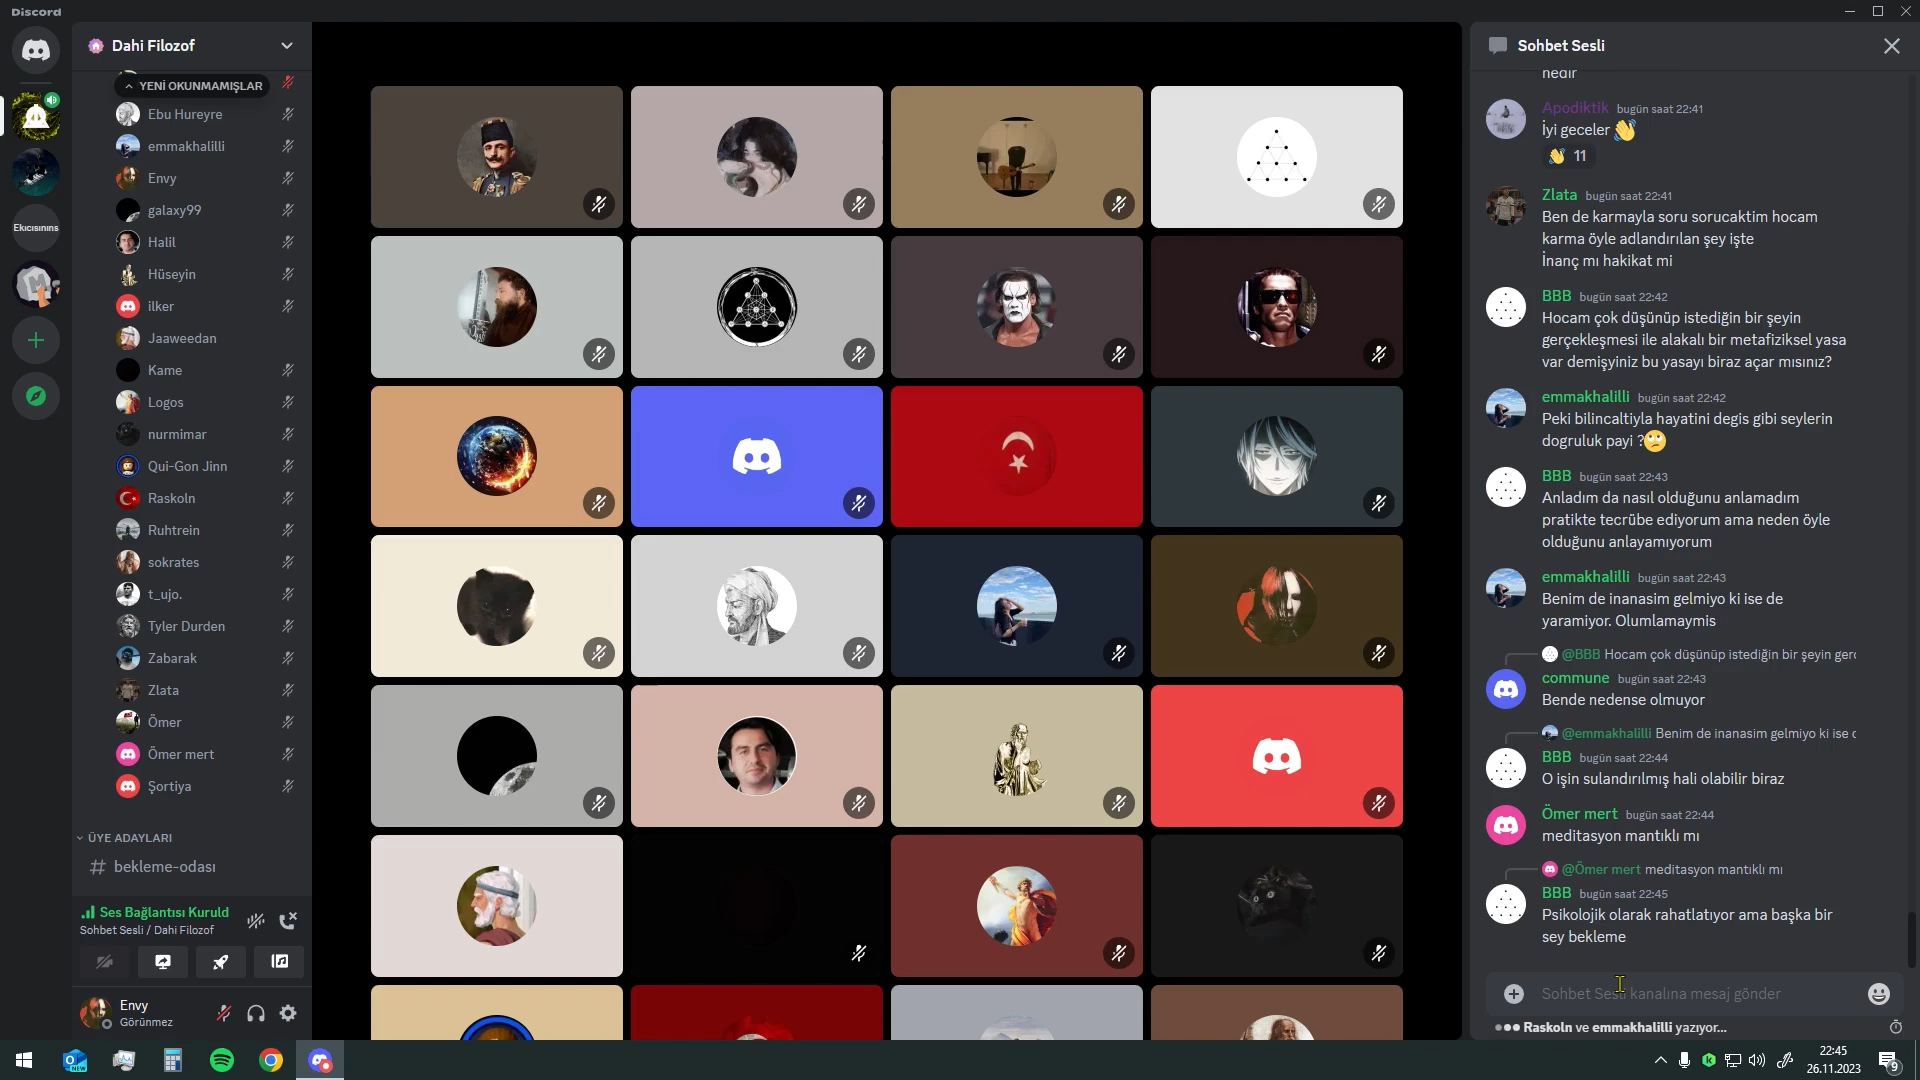 Discord
Dahi Filozof
YENİ OKUNMAMIŞLAR
Ebu Hureyre
emmakhalilli
Envy
galaxy99
Halil
Hüseyin
ilker
Jaaweedan
Kame
Logos
nurmimar
Qui-Gon Jinn
Raskoln
Ruhtrein
sokrates
t_ujo.
Tyler Durden
Zabarak
Zlata
Ömer
Ömer mert
Şortiya
ÜYE ADAYLARI
bekleme-odası
Ses Bağlantısı Kuruld
Sohbet Sesli / Dahi Filozof
Envy
Görünmez
Ekicisinins
Sohbet Sesli
nedir
Apodiktik bugün saat 22:41
İyi geceler 👋
👋 11
Zlata bugün saat 22:41
Ben de karmayla soru sorucaktim hocam
karma öyle adlandırılan şey işte
İnanç mı hakikat mi
BBB bugün saat 22:42
Hocam çok düşünüp istediğin bir şeyin
gerçekleşmesi ile alakalı bir metafiziksel yasa
var demişyiniz bu yasayı biraz açar mısınız?
emmakhalilli bugün saat 22:42
Peki bilincaltiyla hayatini degis gibi seylerin
dogruluk payi ?🙄
BBB bugün saat 22:43
Anladım da nasıl olduğunu anlamadım
pratikte tecrübe ediyorum ama neden öyle
olduğunu anlayamıyorum
emmakhalilli bugün saat 22:43
Benim de inanasim gelmiyo ki ise de
yaramiyor. Olumlamaymis
@BBB Hocam çok düşünüp istediğin bir şeyin gerç
commune bugün saat 22:43
Bende nedense olmuyor
@emmakhalilli Benim de inanasim gelmiyo ki ise d
BBB bugün saat 22:44
O işin sulandırılmış hali olabilir biraz
Ömer mert bugün saat 22:44
meditasyon mantıklı mı
@Ömer mert meditasyon mantıklı mı
BBB bugün saat 22:45
Psikolojik olarak rahatlatıyor ama başka bir
sey bekleme
Sohbet Sesli kanalına mesaj gönder
Raskoln ve emmakhalilli yazıyor...
NEW
22:45
26.11.2023
9